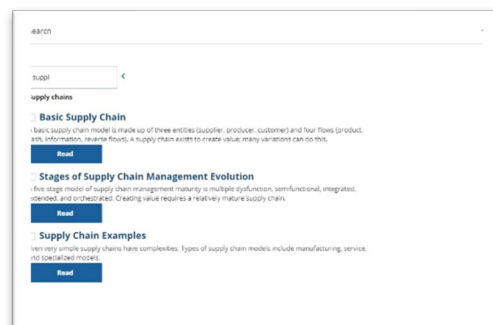 earch
suppl
upply chains
Basic Supply Chain
basic supply chain model is made up of three entities (supplier, producer, customer) and four flows (product,
ash, information, reverse flows). A supply chain exists to create value; many variations can do this.
Read
Stages of Supply Chain Management Evolution
five-stage model of supply chain management maturity is multiple dysfunction, semifunctional, integrated,
xtended, and orchestrated. Creating value requires a relatively mature supply chain.
Read
Supply Chain Examples
ven very simple supply chains have complexities. Types of supply chain models include manufacturing, service,
nd specialized models.
Read